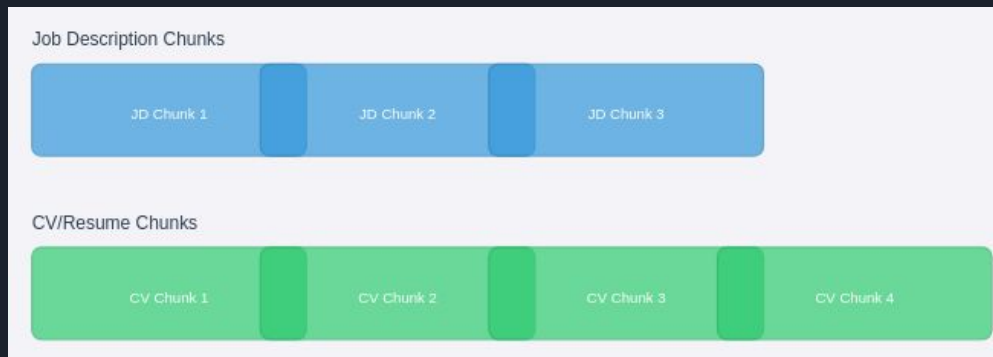 Job Description Chunks
JD Chunk 1 JD Chunk 2 JD Chunk 3
CV/Resume Chunks
CV Chunk 1 CV Chunk 2 CV Chunk 3 CV Chunk 4